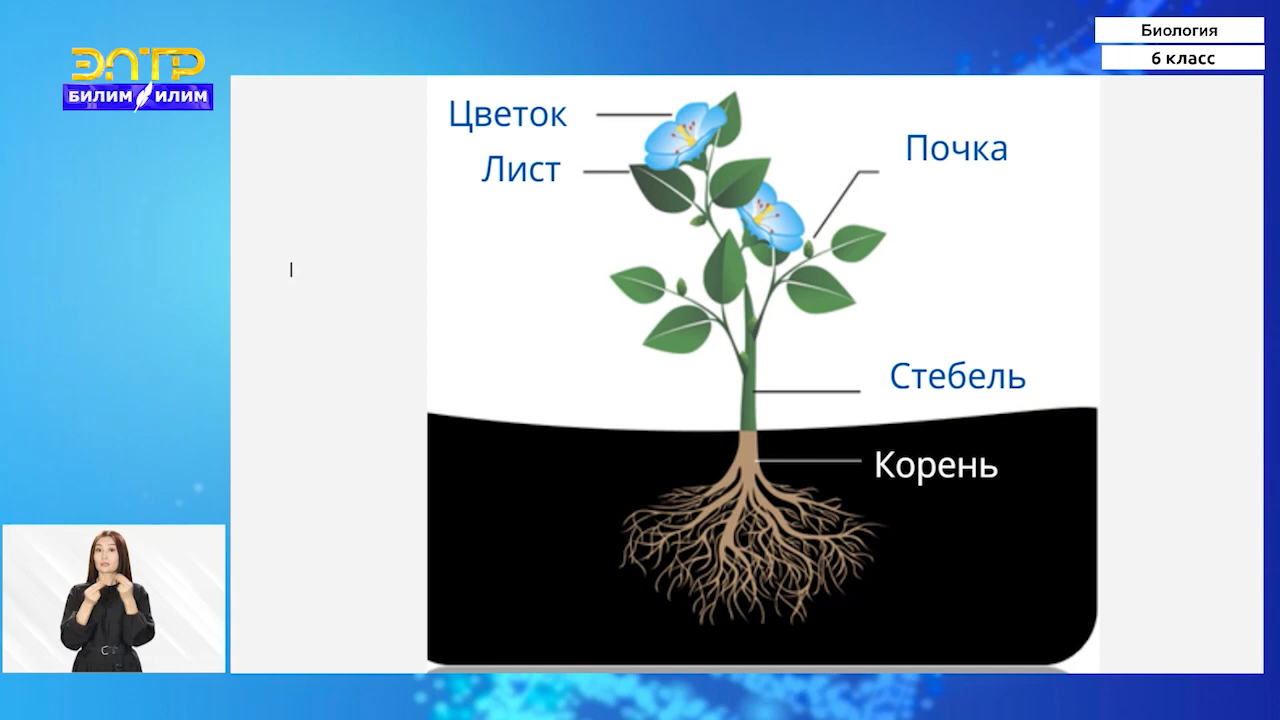 Биология
6 класс
ЭЛТР
БИЛИМ ИЛИМ
Цветок
Лист
Почка
Стебель
Корень